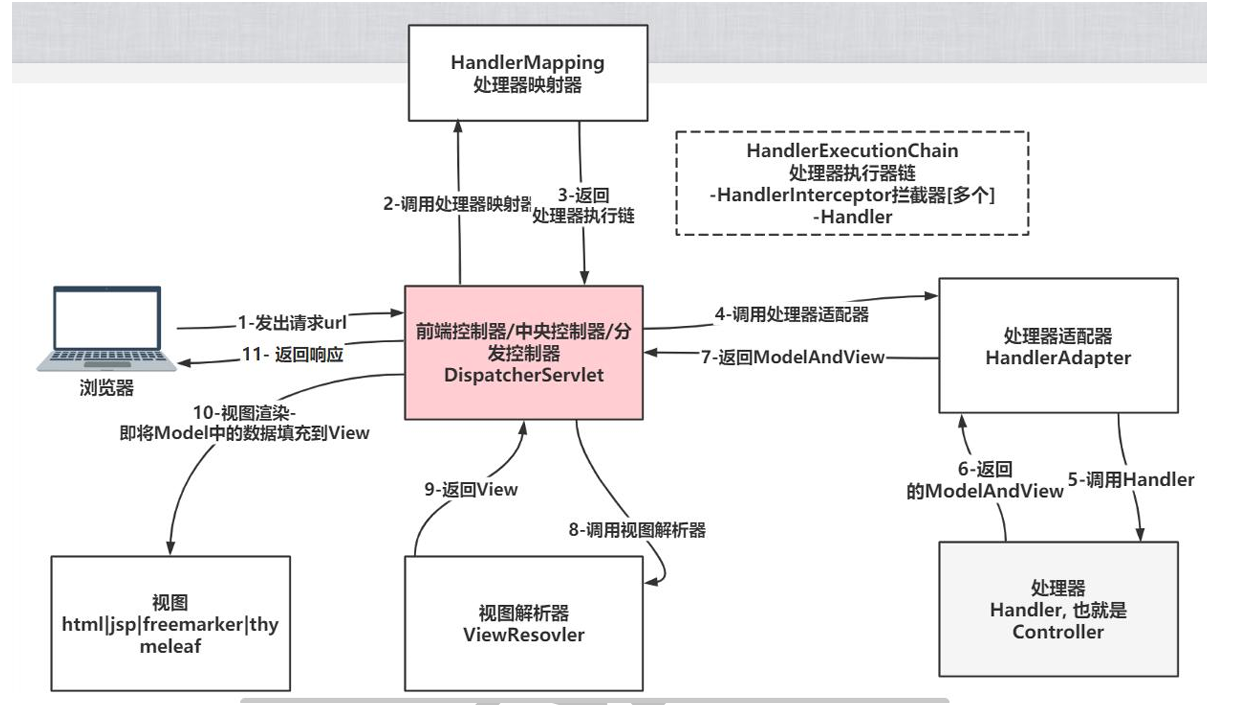 HandlerMapping
处理器映射器
HandlerExecutionChain
处理器执行器链
-HandlerInterceptor拦截器[多个]
-Handler
2-调用处理器映射器
3-返回
处理器执行链
1-发出请求url
11- 返回响应
浏览器
前端控制器/中央控制器/分
发控制器
DispatcherServlet
4-调用处理器适配器
7-返回ModelAndView
处理器适配器
HandlerAdapter
10-视图渲染-
即将Model中的数据填充到View
9-返回View
8-调用视图解析器
6-返回
的ModelAndView
5-调用Handler
视图
html|jsp|freemarker|thy
meleaf
视图解析器
ViewResovler
处理器
Handler, 也就是
Controller